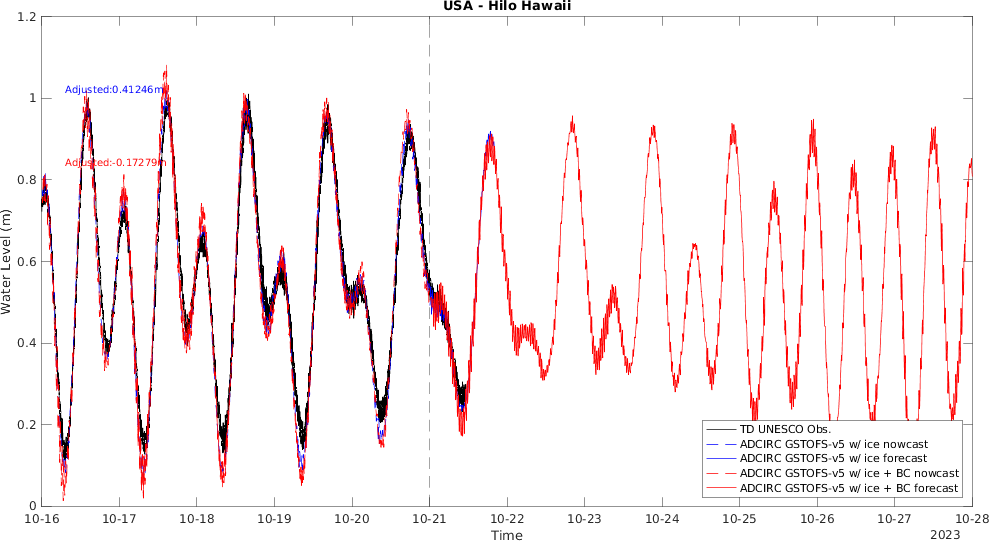 USA - Hilo Hawaii
1.2
1
0.8
0.6
0.4
0.2
0
Water Level (m)
Adjusted:0.41246m
Adjusted:-0.17279m
TD UNESCO Obs.
ADCIRC GSTOFS-v5 w/ ice nowcast
ADCIRC GSTOFS-v5 w/ ice forecast
ADCIRC GSTOFS-v5 w/ ice + BC nowcast
ADCIRC GSTOFS-v5 w/ ice + BC forecast
10-16 10-17 10-18 10-19 10-20 10-21 10-22 10-23 10-24 10-25 10-26 10-27 10-28
Time
2023